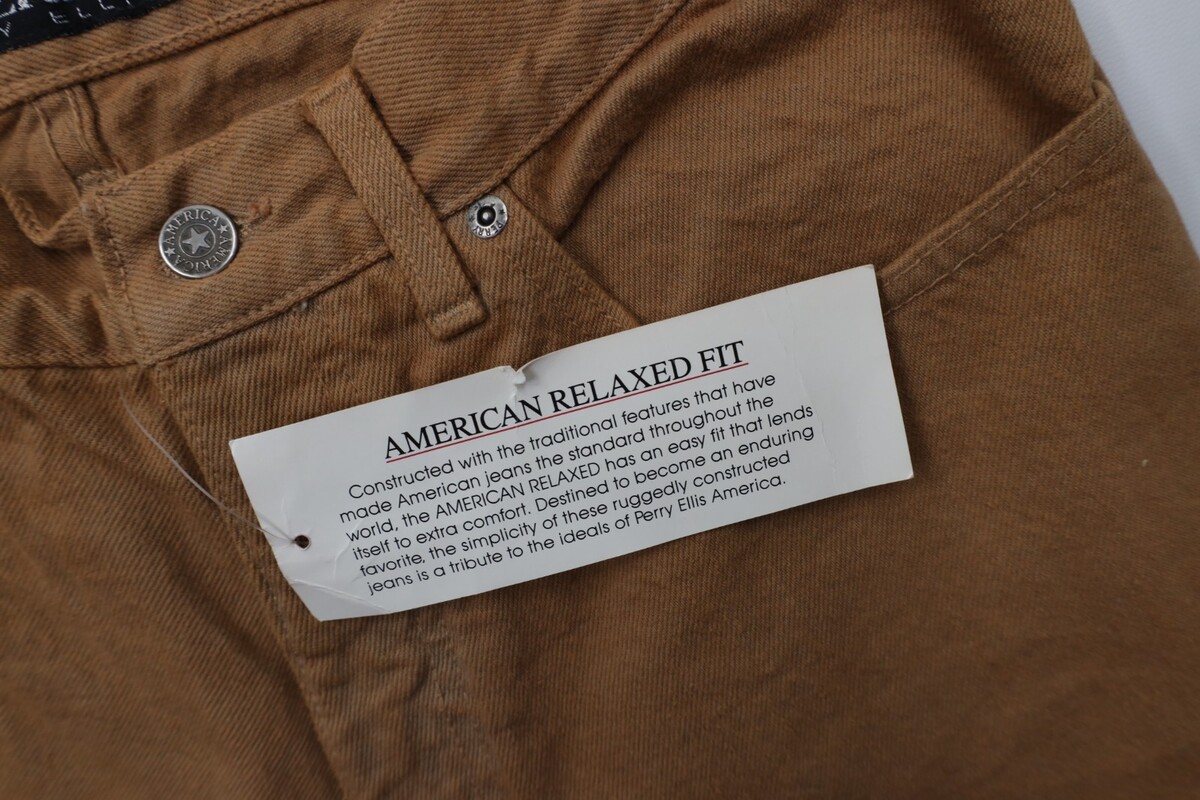 AMERICA
AMERICA
PERRY
AMERICAN RELAXED FIT
Constructed with the traditional features that have
made American jeans the standard throughout the
world, the AMERICAN RELAXED has an easy fit that lends
itself to extra comfort. Destined to become an enduring
favorite, the simplicity of these ruggedly constructed
jeans is a tribute to the ideals of Perry Ellis America.